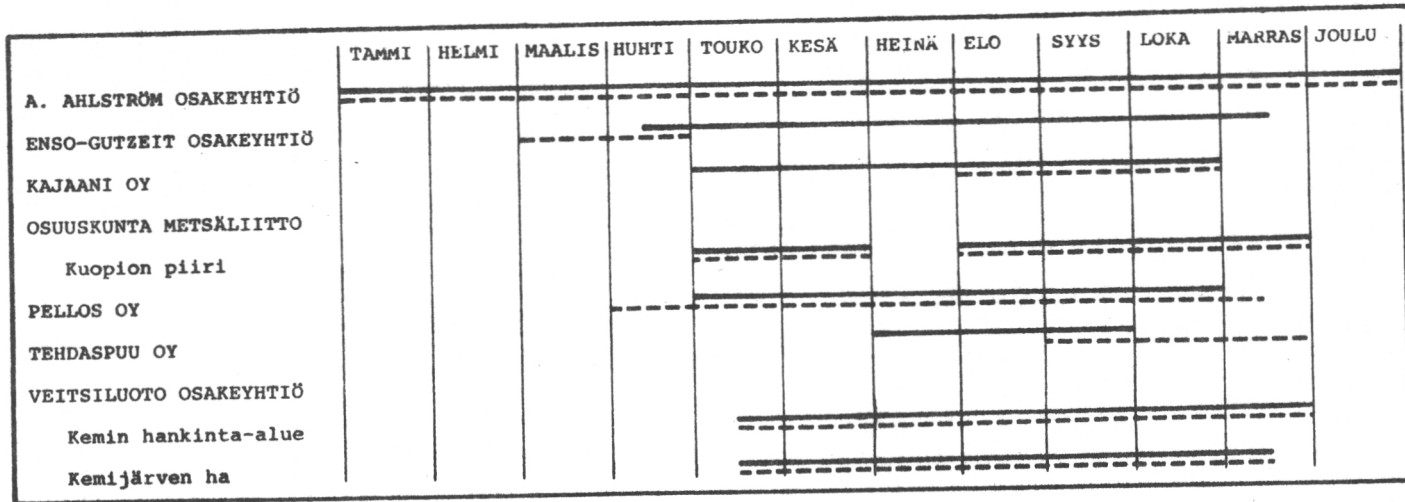 TAMMI HELMI MAALIS HUHTI TOUKO KESÄ HEINÄ ELO SYYS LOKA MARRAS JOULU
A. AHLSTRÖM OSAKEYHTIÖ
ENSO-GUTZEIT OSAKEYHTIÖ
KAJAANI OY
OSUUSKUNTA METSÄLIITTO
Kuopion piiri
PELLOS OY
TEHDASPUU OY
VEITSILUOTO OSAKEYHTIÖ
Kemin hankinta-alue
Kemijärven ha